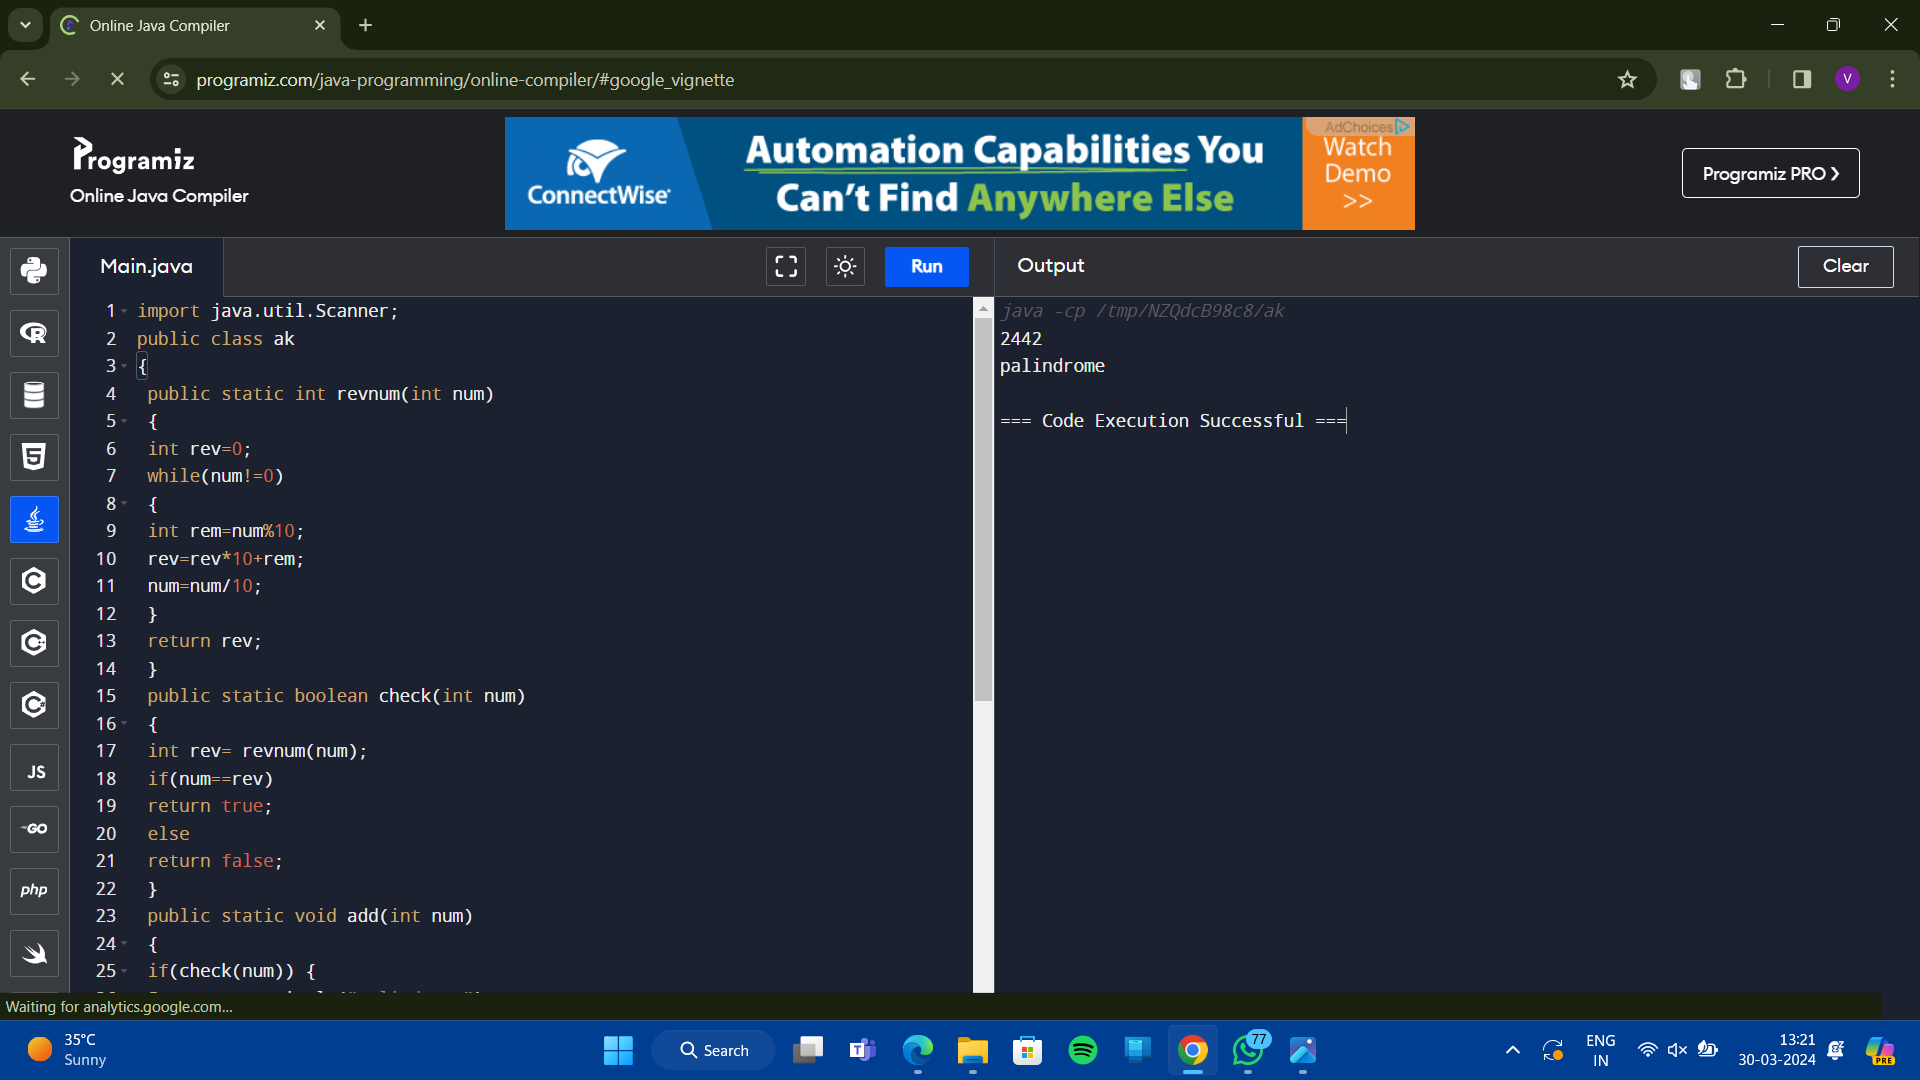 Online Java Compiler
programiz.com/java-programming/online-compiler/#google_vignette
V
Programiz
Online Java Compiler
ConnectWise
Automation Capabilities You
Can't Find Anywhere Else
AdChoices
Watch
Demo
>>
Programiz PRO ❯
Main.java
Run
Output
Clear
1 import java.util.Scanner;
2 public class ak
3 {
4 public static int revnum(int num)
5 {
6 int rev=0;
7 while(num!=0)
8 {
9 int rem=num%10;
10 rev=rev*10+rem;
11 num=num/10;
12 }
13 return rev;
14 }
15 public static boolean check(int num)
16 {
17 int rev= revnum(num);
18 if(num==rev)
19 return true;
20 else
21 return false;
22 }
23 public static void add(int num)
24 {
25 if(check(num)) {
java -cp /tmp/NZQdcB98c8/ak
2442
palindrome
=== Code Execution Successful ===
JS
GO
php
Waiting for analytics.google.com...
35°C
Sunny
Search
77
ENG
IN
13:21
30-03-2024
PRE